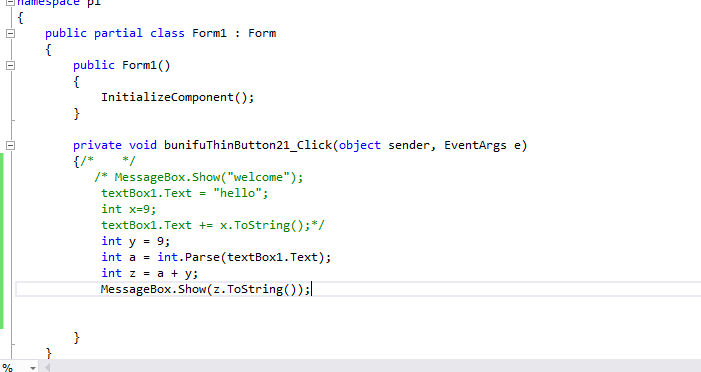 namespace p1
{
public partial class Form1 : Form
{
public Form1()
{
InitializeComponent();
}
private void bunifuThinButton21_Click(object sender, EventArgs e)
{/*    */
/* MessageBox.Show("welcome");
textBox1.Text = "hello";
int x=9;
textBox1.Text += x.ToString();*/
int y = 9;
int a = int.Parse(textBox1.Text);
int z = a + y;
MessageBox.Show(z.ToString());
}
}
%